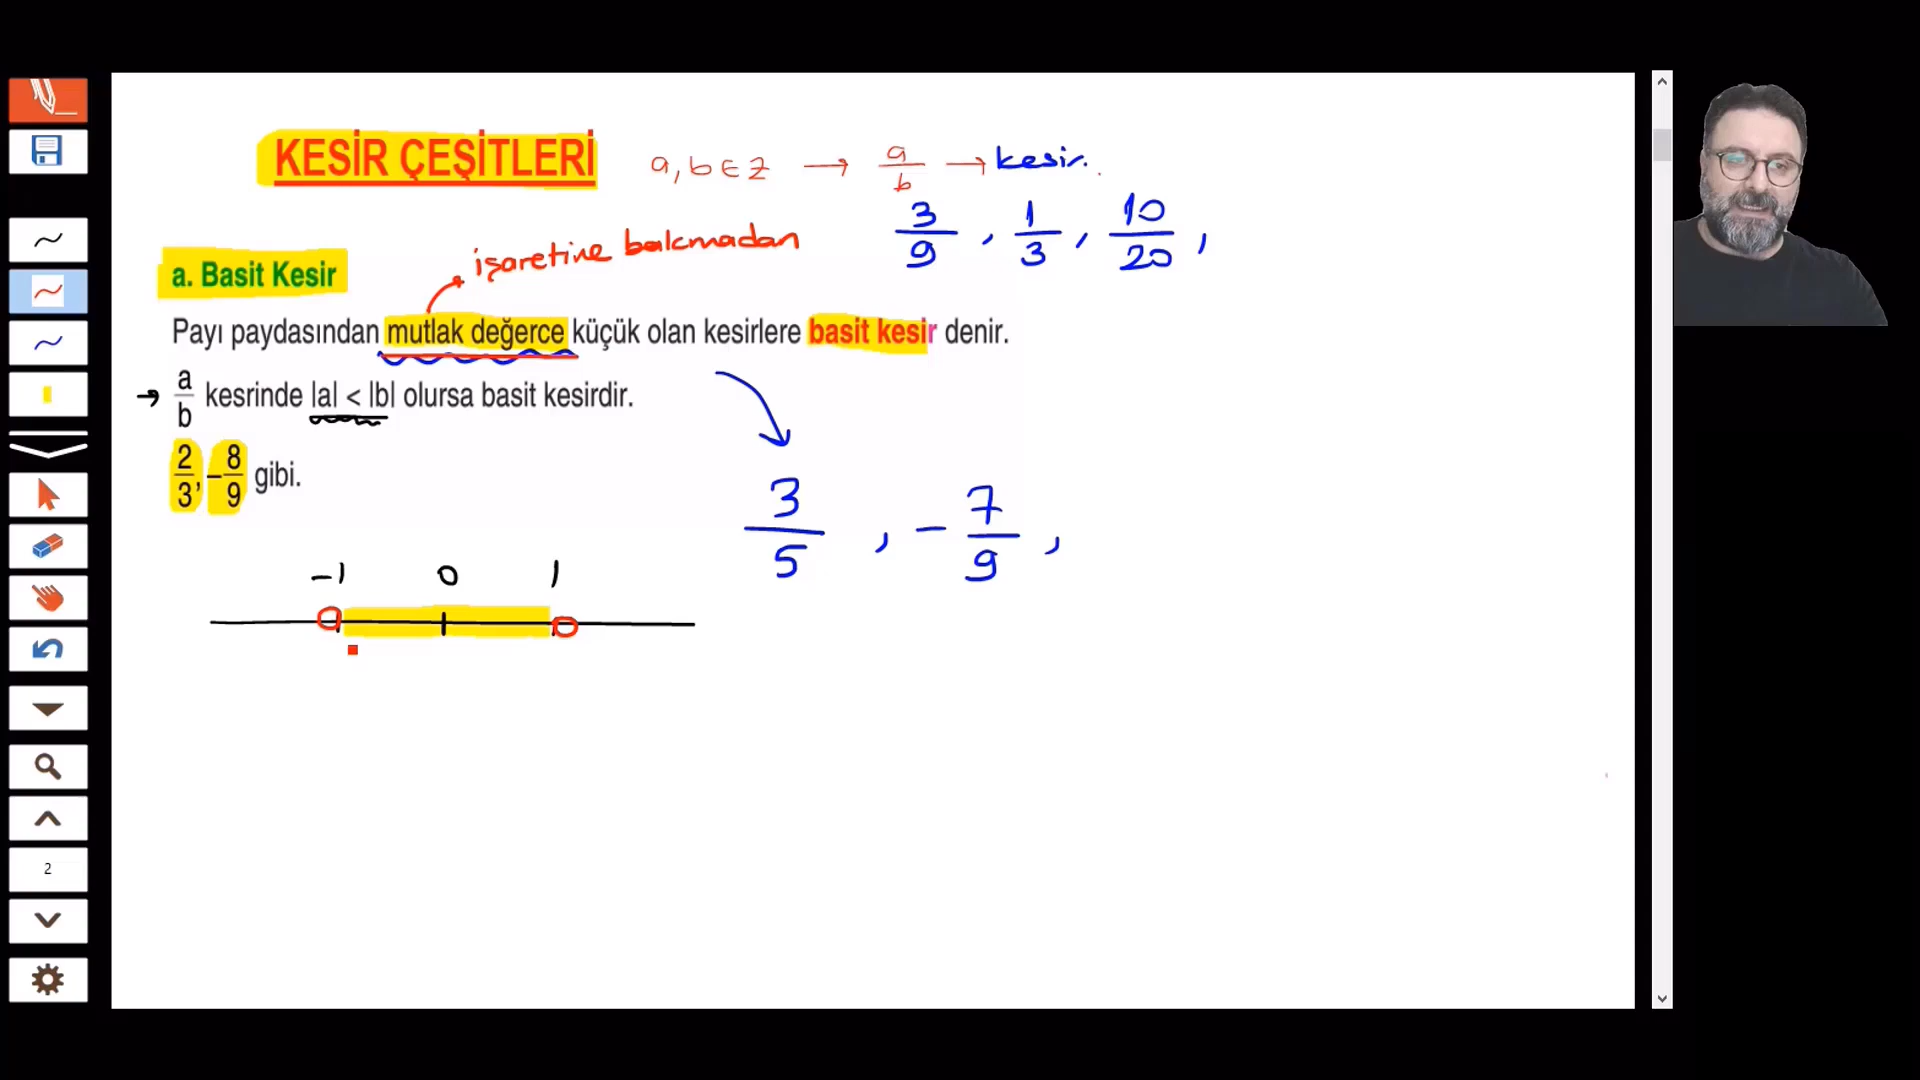 KESİR ÇEŞİTLERİ a, b ∈ Z → a/b → kesir.
3/9, 1/3, 10/20,
işaretine bakmadan
a. Basit Kesir
Payı paydasından mutlak değerce küçük olan kesirlere basit kesir denir.
→ a/b kesrinde |a| < |b| olursa basit kesirdir.
2/3, -8/9 gibi.
3/5, -7/9,
-1 0 1
2